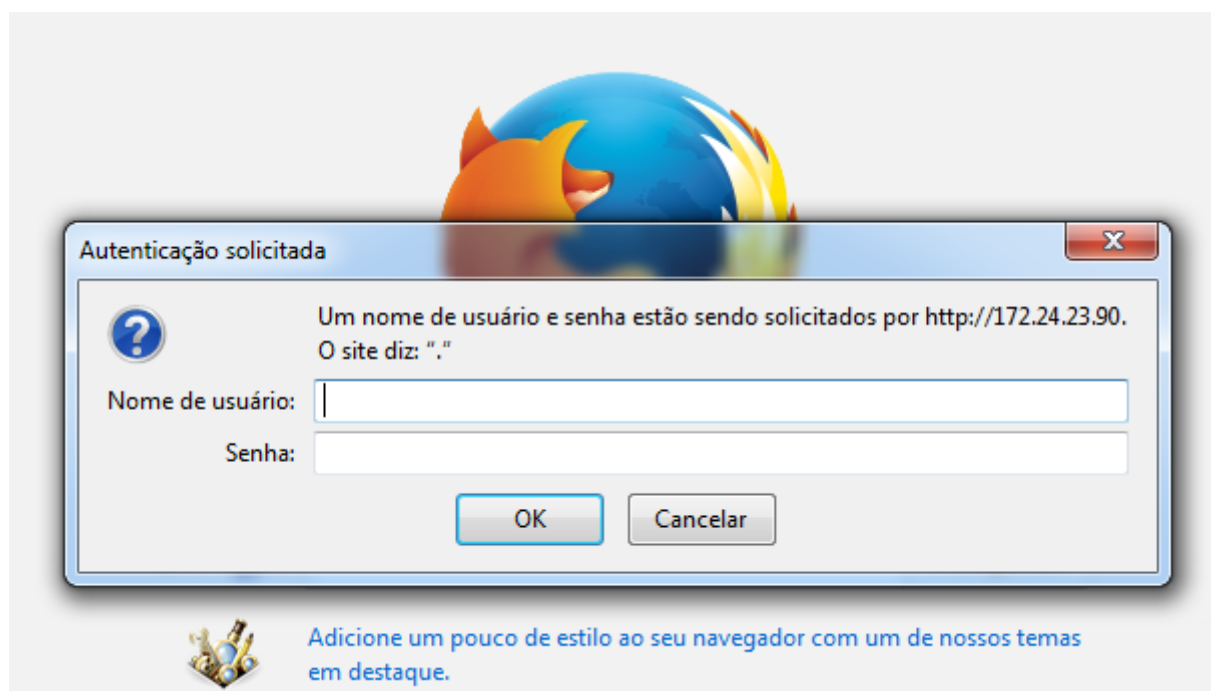 Autenticação solicitada
Um nome de usuário e senha estão sendo solicitados por http://172.24.23.90.
O site diz: "."
Nome de usuário:
Senha:
OK
Cancelar
Adicione um pouco de estilo ao seu navegador com um de nossos temas
em destaque.